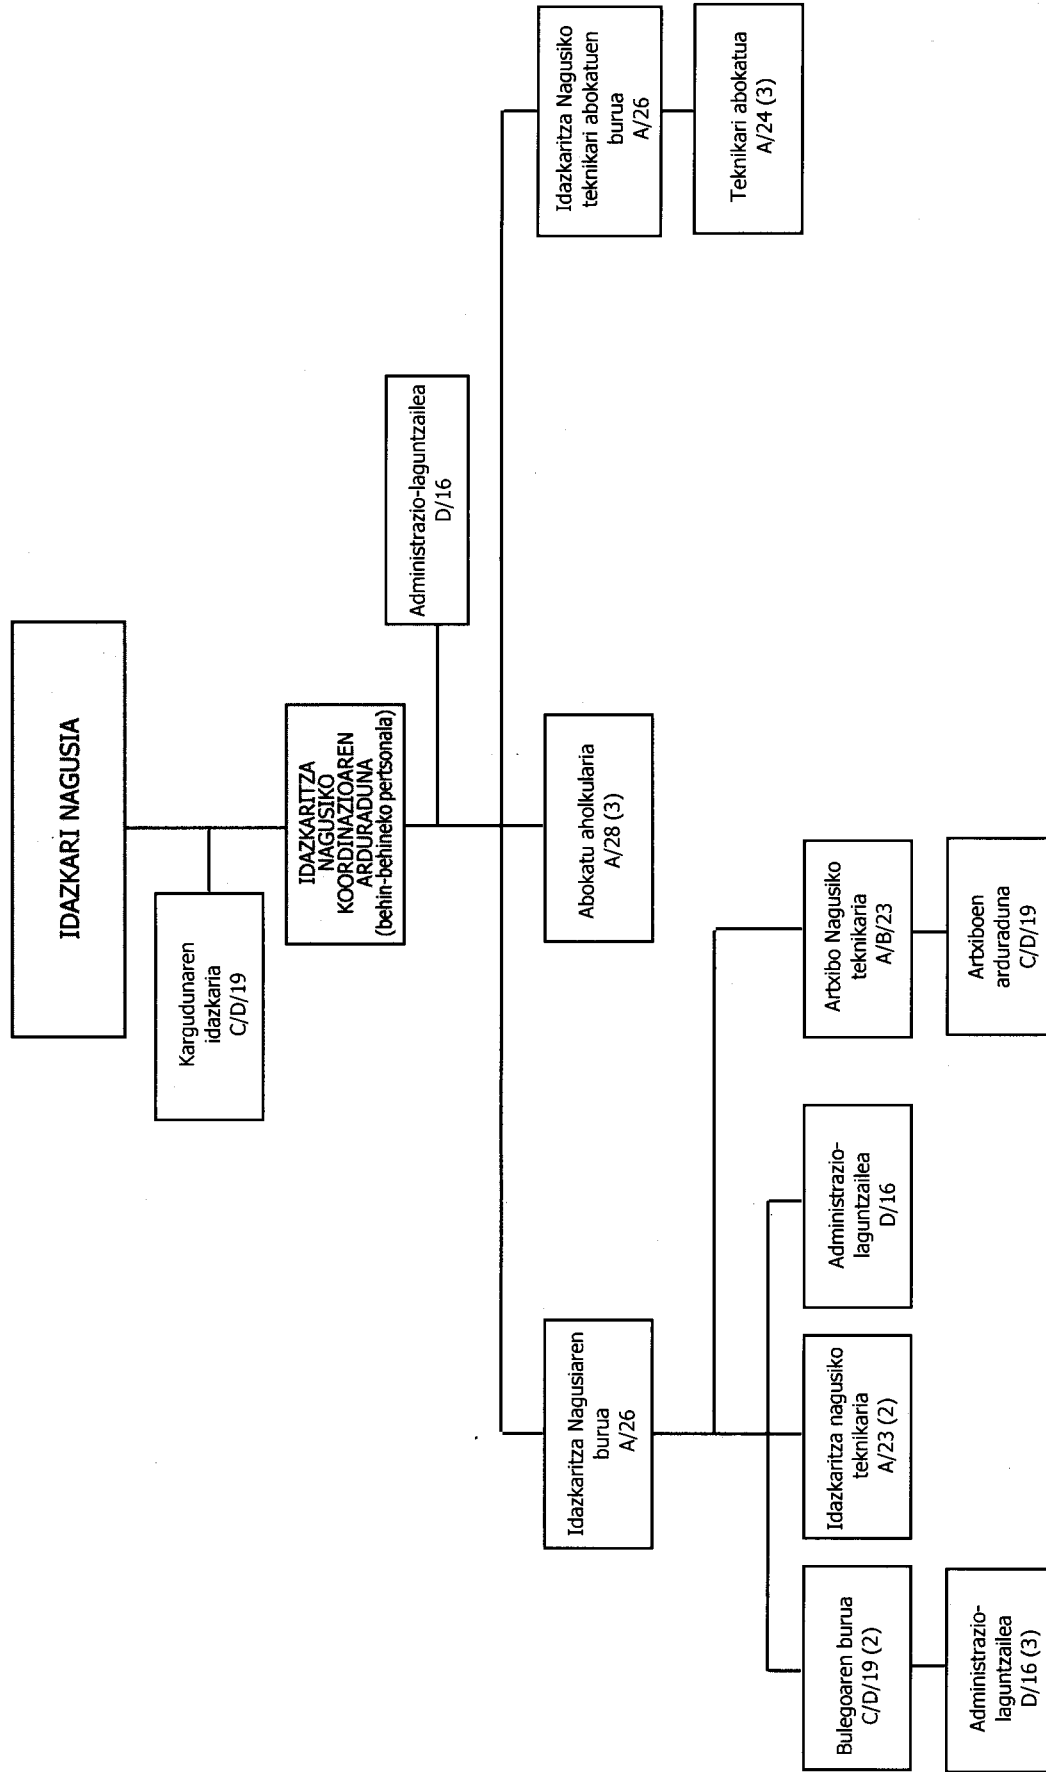 IDAZKARI NAGUSIA
Kargudunaren
idazkaria
C/D/19
IDAZKARITZA
NAGUSIKO
KOORDINAZIOAREN
ARDURADUNA
(behin-behineko pertsonala)
Administrazio-laguntzailea
D/16
Idazkaritza Nagusiaren
burua
A/26
Abokatu aholkularia
A/28 (3)
Idazkaritza Nagusiko
teknikari abokatuen
burua
A/26
Teknikari abokatua
A/24 (3)
Bulegoaren burua
C/D/19 (2)
Idazkaritza nagusiko
teknikaria
A/23 (2)
Administrazio-
laguntzailea
D/16
Artxibo Nagusiko
teknikaria
A/B/23
Administrazio-
laguntzailea
D/16 (3)
Artxiboen
arduraduna
C/D/19